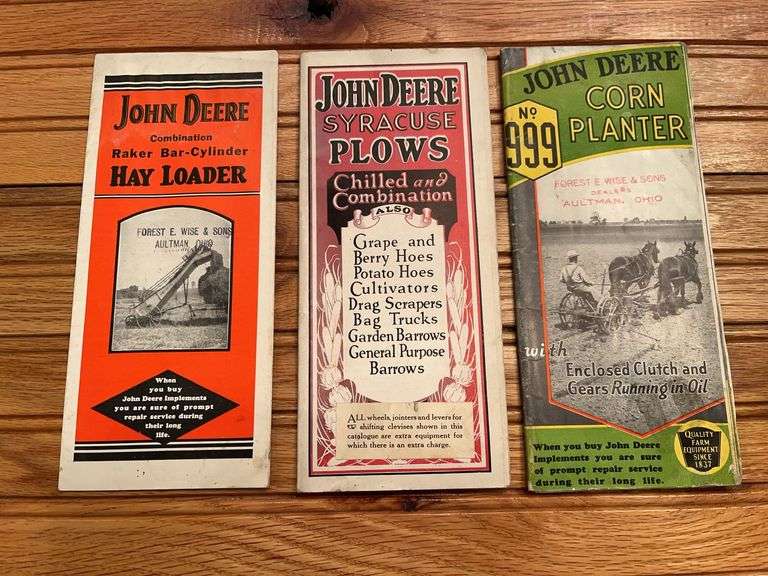 JOHN DEERE
Combination
Raker Bar-Cylinder
HAY LOADER
FOREST E. WISE & SONS
AULTMAN, OHIO
When
you buy
John Deere Implements
you are sure of prompt
repair service during
their long
life.
JOHN DEERE
SYRACUSE
PLOWS
Chilled and
Combination
ALSO
Grape and
Berry Hoes
Potato Hoes
Cultivators
Drag Scrapers
Bag Trucks
Garden Barrows
General Purpose
Barrows
ALL wheels, jointers and levers for
shifting clevises shown in this
catalogue are extra equipment for
which there is an extra charge.
JOHN DEERE
No
999
CORN
PLANTER
FOREST E WISE & SONS
DEALERS
AULTMAN, OHIO
with
Enclosed Clutch and
Gears Running in Oil
When you buy John Deere
Implements you are sure
of prompt repair service
during their long life.
QUALITY
FARM
EQUIPMENT
SINCE
1837